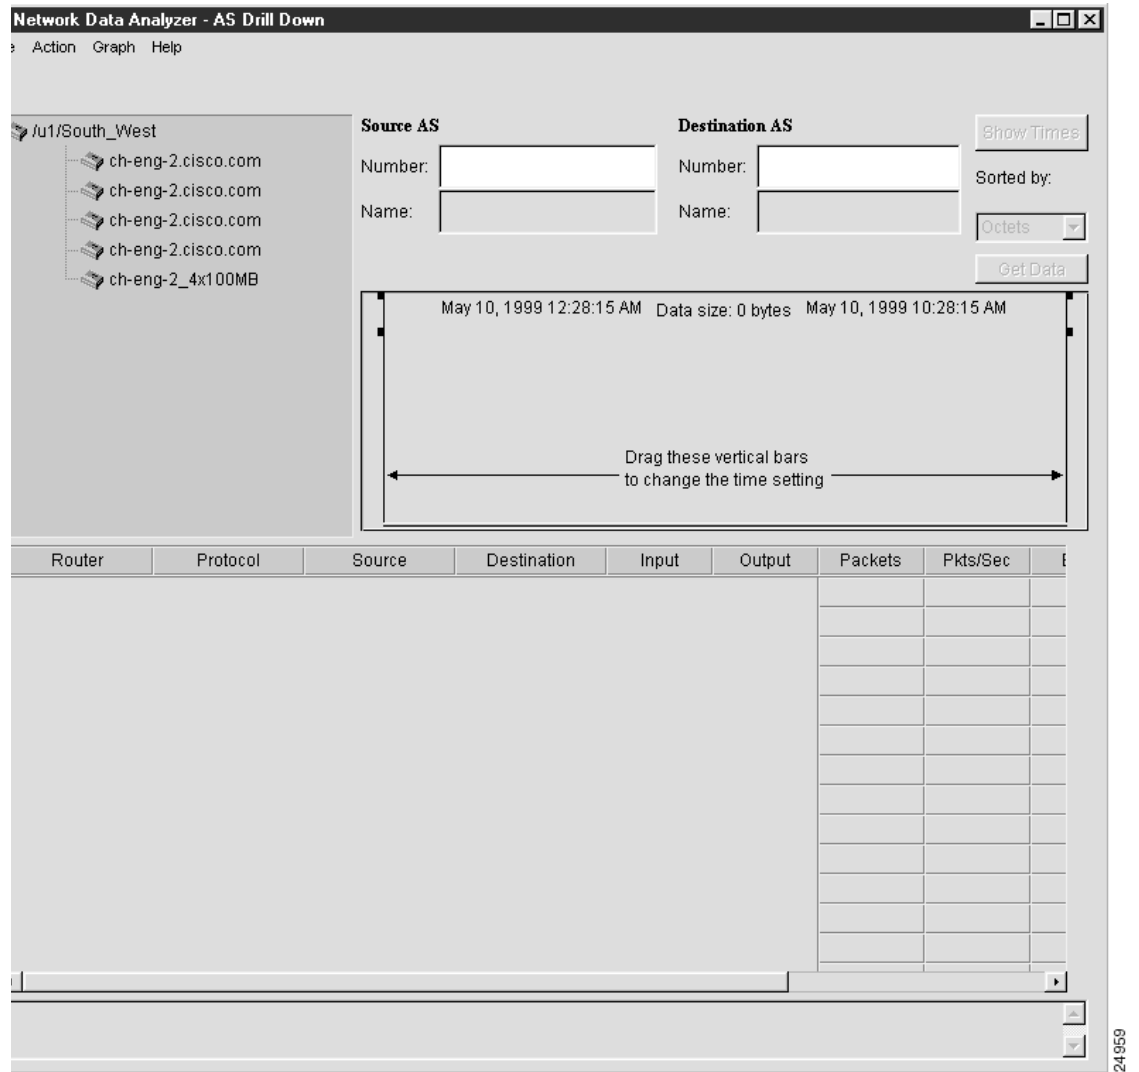 Network Data Analyzer - AS Drill Down
e Action Graph Help
/u1/South_West
ch-eng-2.cisco.com
ch-eng-2.cisco.com
ch-eng-2.cisco.com
ch-eng-2.cisco.com
ch-eng-2_4x100MB
Source AS
Number:
Name:
Destination AS
Number:
Name:
Show Times
Sorted by:
Octets
Get Data
May 10, 1999 12:28:15 AM Data size: 0 bytes May 10, 1999 10:28:15 AM
Drag these vertical bars
to change the time setting
Router Protocol Source Destination Input Output Packets Pkts/Sec
24959